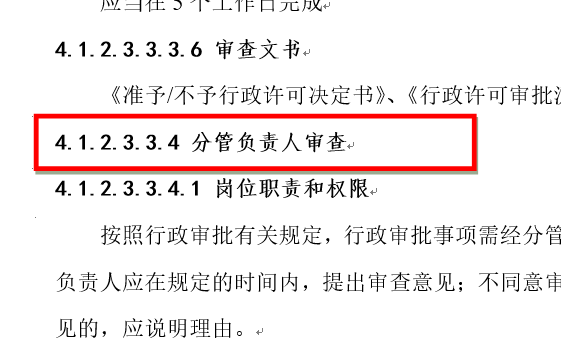 应当在 5 个工作日完成
4.1.2.3.3.3.6 审查文书
《准予/不予行政许可决定书》、《行政许可审批
4.1.2.3.3.4 分管负责人审查
4.1.2.3.3.4.1 岗位职责和权限
按照行政审批有关规定，行政审批事项需经分管
负责人应在规定的时间内，提出审查意见；不同意审
见的，应说明理由。